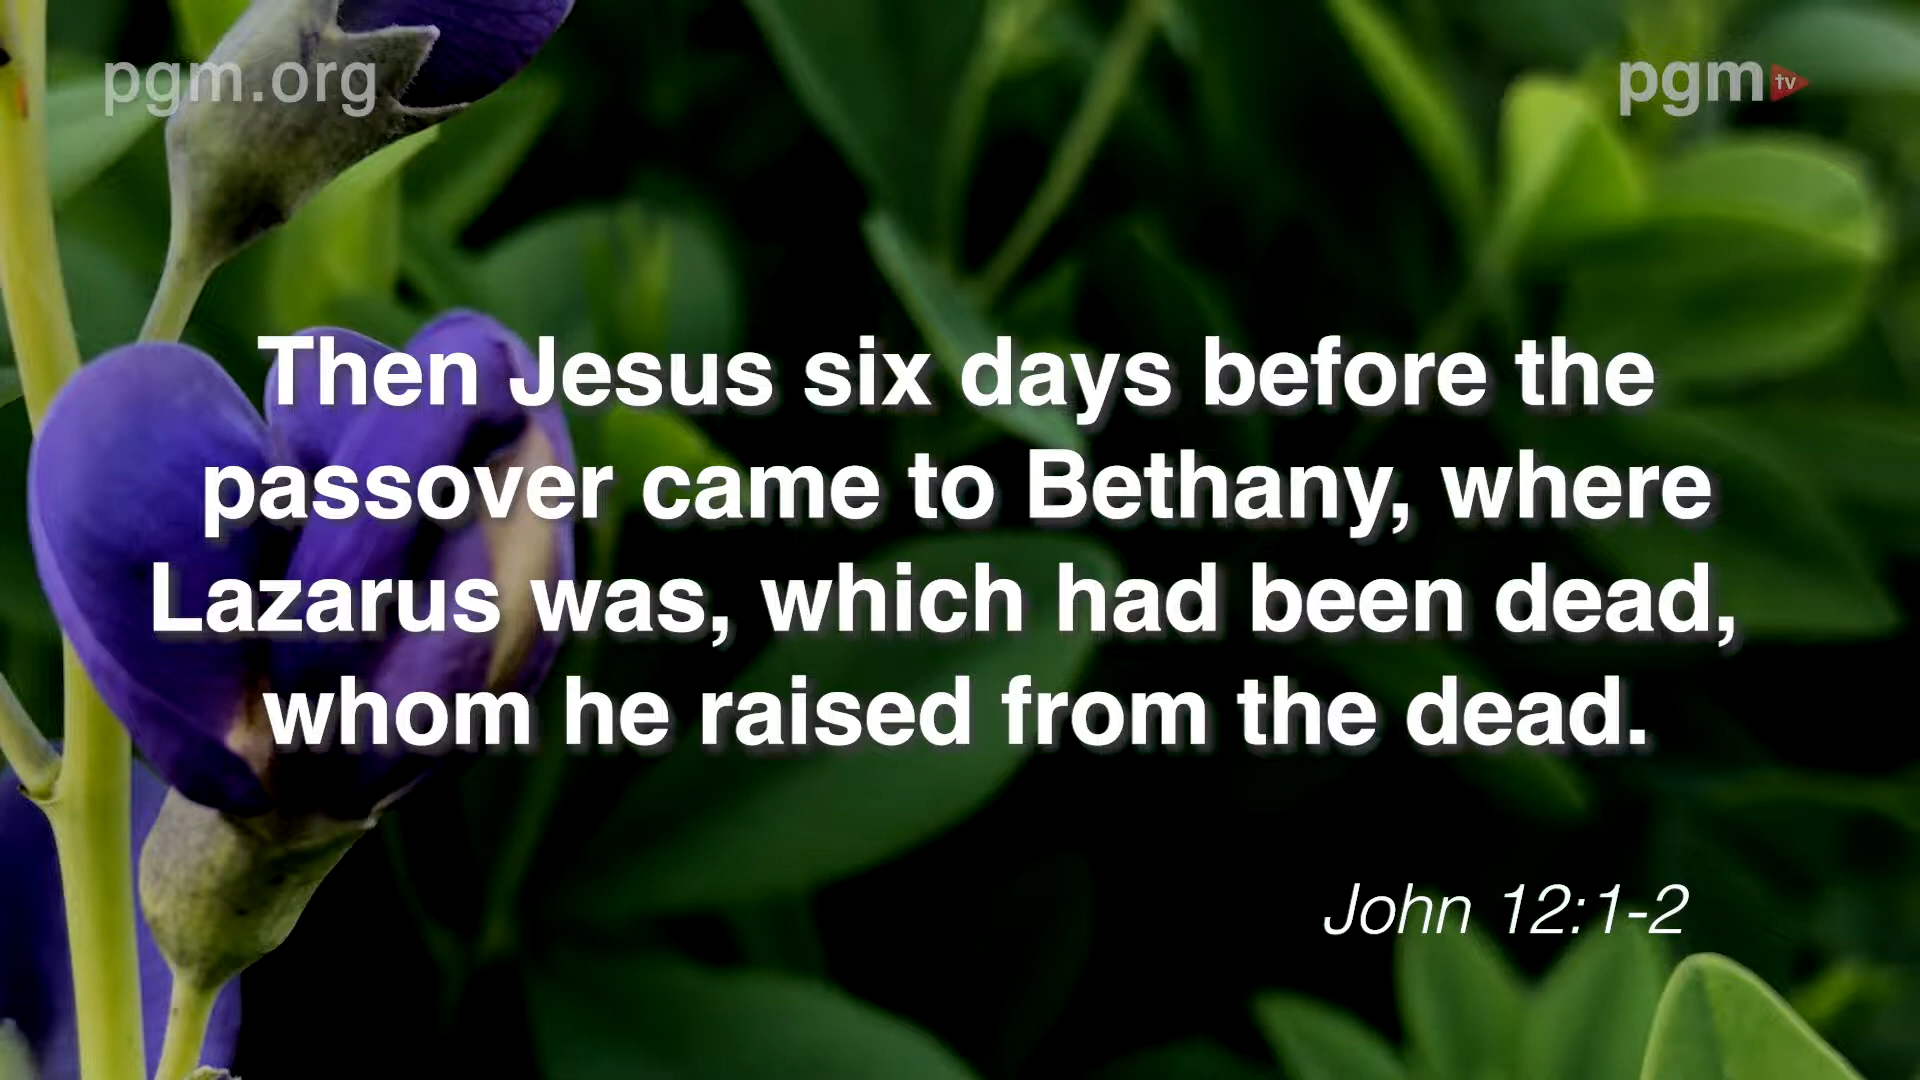 pgm.org
pgm tv
Then Jesus six days before the
passover came to Bethany, where
Lazarus was, which had been dead,
whom he raised from the dead.
John 12:1-2